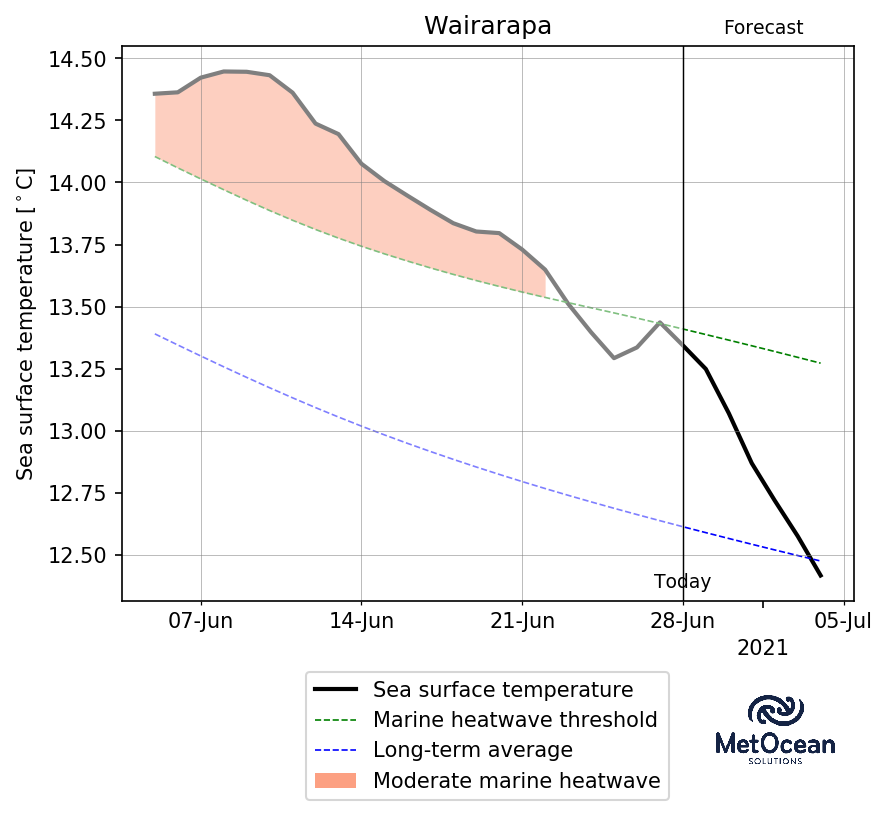 Wairarapa
Forecast
Sea surface temperature [°C]
14.50
14.25
14.00
13.75
13.50
13.25
13.00
12.75
12.50
Today
07-Jun
14-Jun
21-Jun
28-Jun
05-Jul
2021
Sea surface temperature
Marine heatwave threshold
Long-term average
Moderate marine heatwave
MetOcean
SOLUTIONS